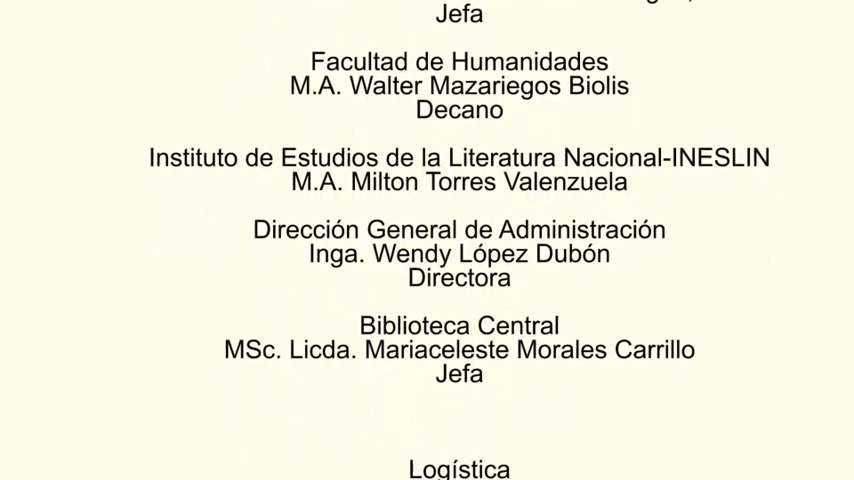 Jefa
Facultad de Humanidades
M.A. Walter Mazariegos Biolis
Decano
Instituto de Estudios de la Literatura Nacional-INESLIN
M.A. Milton Torres Valenzuela
Dirección General de Administración
Inga. Wendy López Dubón
Directora
Biblioteca Central
MSc. Licda. Mariaceleste Morales Carrillo
Jefa
Logística